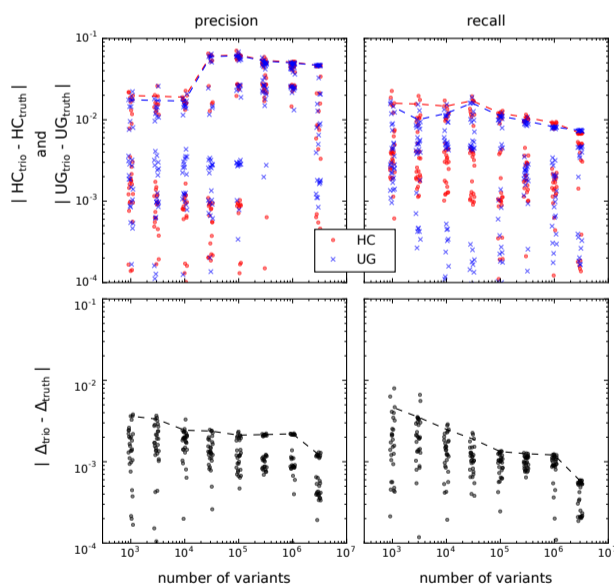 precision
recall
| HC_trio - HC_truth |
and
| UG_trio - UG_truth |
10^-1
10^-2
10^-3
10^-4
HC
UG
| Δ_trio - Δ_truth |
10^-1
10^-2
10^-3
10^-4
10^3 10^4 10^5 10^6 10^7
10^3 10^4 10^5 10^6 10^7
number of variants
number of variants